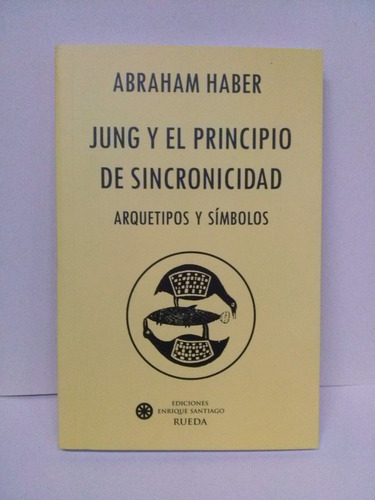 ABRAHAM HABER
JUNG Y EL PRINCIPIO
DE SINCRONICIDAD
ARQUETIPOS Y SÍMBOLOS
EDICIONES
ENRIQUE SANTIAGO
RUEDA